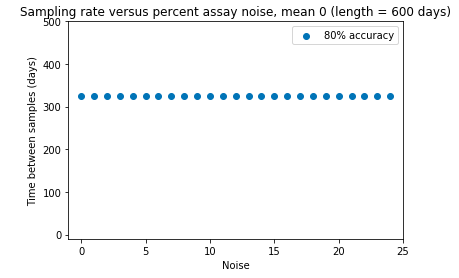 Sampling rate versus percent assay noise, mean 0 (length = 600 days)
500
400
300
200
100
0
Time between samples (days)
80% accuracy
0 5 10 15 20 25
Noise